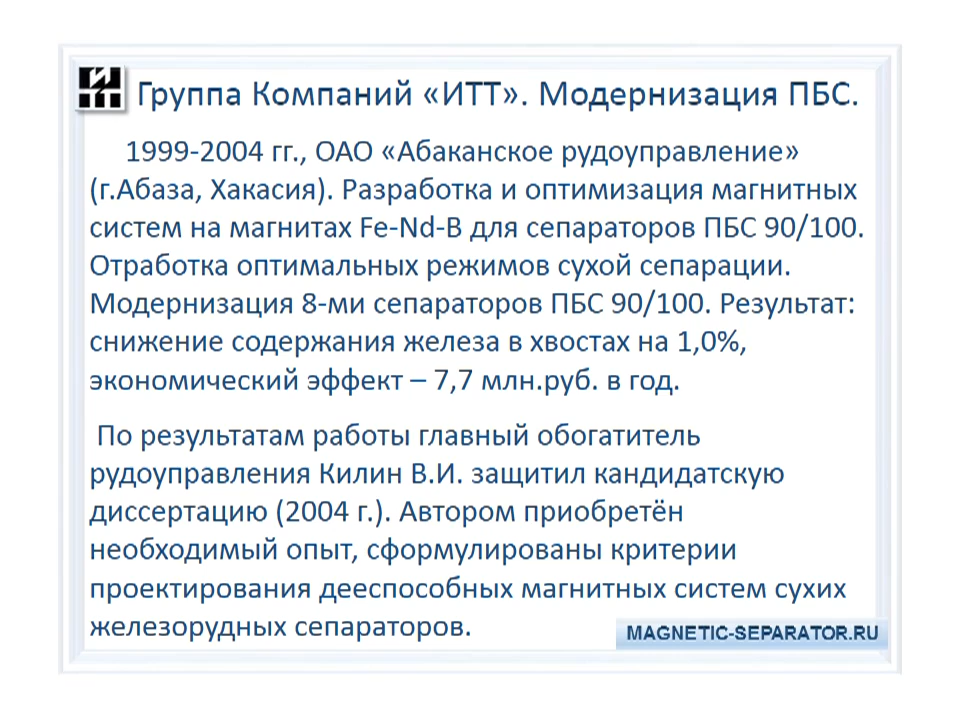 Группа Компаний «ИТТ». Модернизация ПБС.
1999-2004 гг., ОАО «Абаканское рудоуправление»
(г.Абаза, Хакасия). Разработка и оптимизация магнитных
систем на магнитах Fe-Nd-B для сепараторов ПБС 90/100.
Отработка оптимальных режимов сухой сепарации.
Модернизация 8-ми сепараторов ПБС 90/100. Результат:
снижение содержания железа в хвостах на 1,0%,
экономический эффект – 7,7 млн.руб. в год.
По результатам работы главный обогатитель
рудоуправления Килин В.И. защитил кандидатскую
диссертацию (2004 г.). Автором приобретён
необходимый опыт, сформулированы критерии
проектирования дееспособных магнитных систем сухих
железорудных сепараторов.
MAGNETIC-SEPARATOR.RU